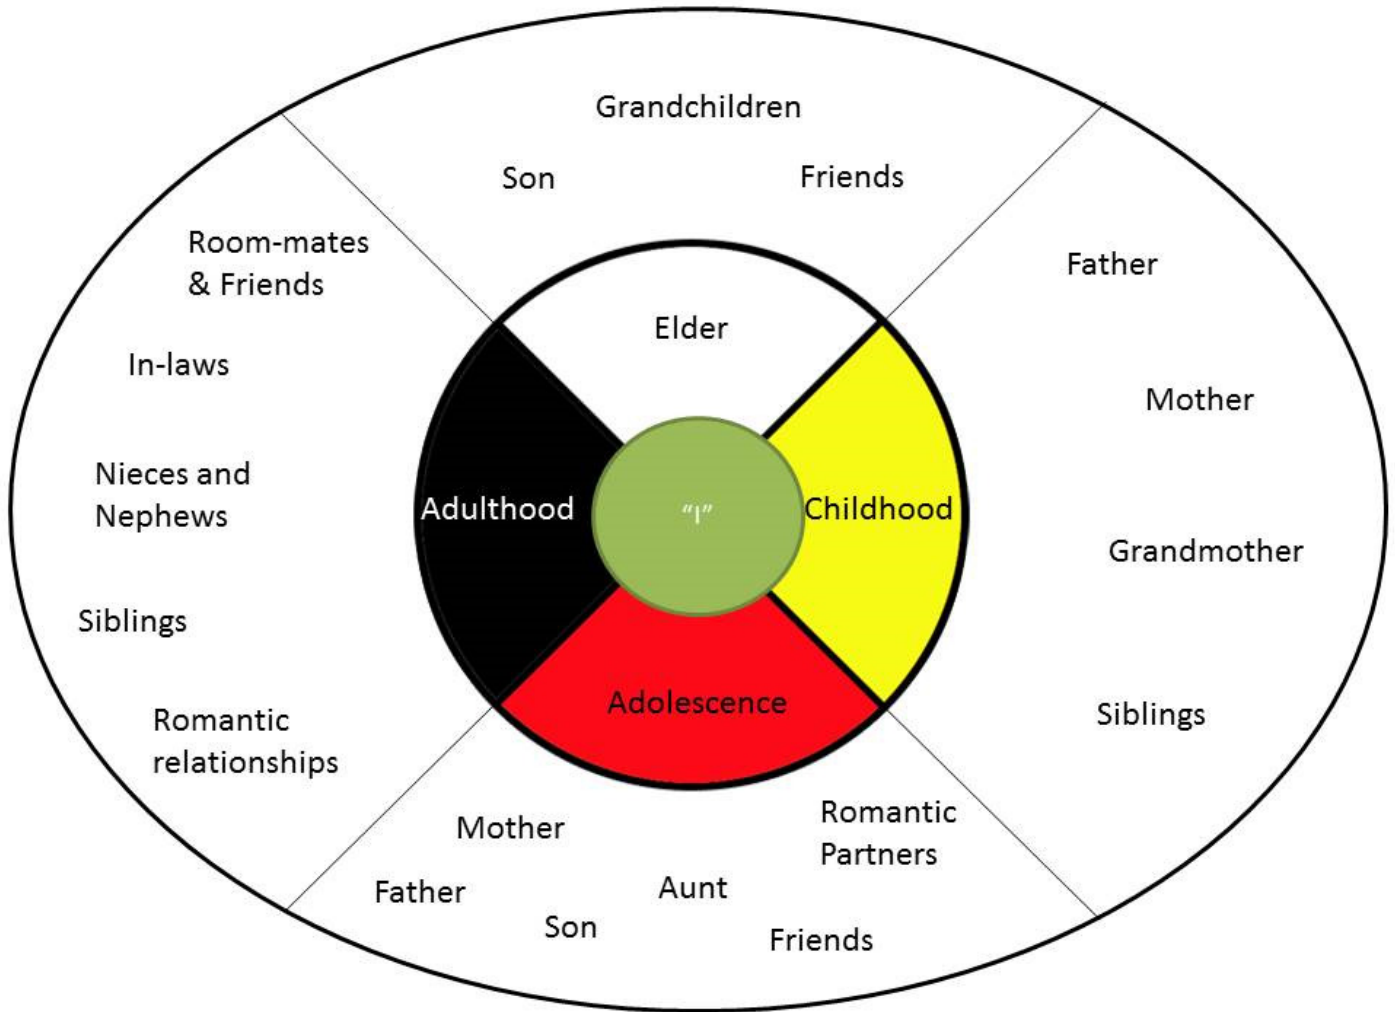 Grandchildren
Son
Friends
Room-mates
& Friends
In-laws
Nieces and
Nephews
Siblings
Romantic
relationships
Elder
Adulthood
“I”
Childhood
Adolescence
Father
Mother
Grandmother
Siblings
Mother
Father
Son
Aunt
Romantic
Partners
Friends